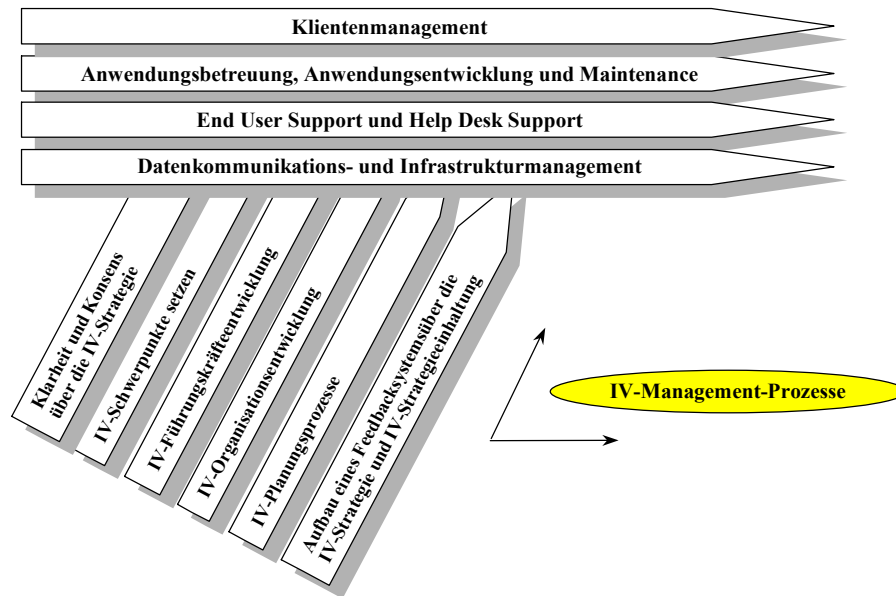 Klientenmanagement
Anwendungsbetreuung, Anwendungsentwicklung und Maintenance
End User Support und Help Desk Support
Datenkommunikations- und Infrastrukturmanagement
Klarheit und Konsens
über die IV-Strategie
IV-Schwerpunkte setzen
IV-Führungskräfteentwicklung
IV-Organisationsentwicklung
IV-Planungsprozesse
Aufbau eines Feedbacksystemsüber die
IV-Strategie und IV-Strategieeinhaltung
IV-Management-Prozesse